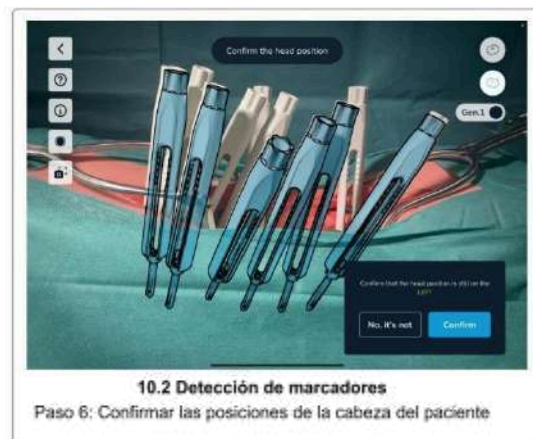 Confirm the head position
Gen.1
Confirm that the head position is still on the
LEFT
No, it's not
Confirm
10.2 Detección de marcadores
Paso 6: Confirmar las posiciones de la cabeza del paciente